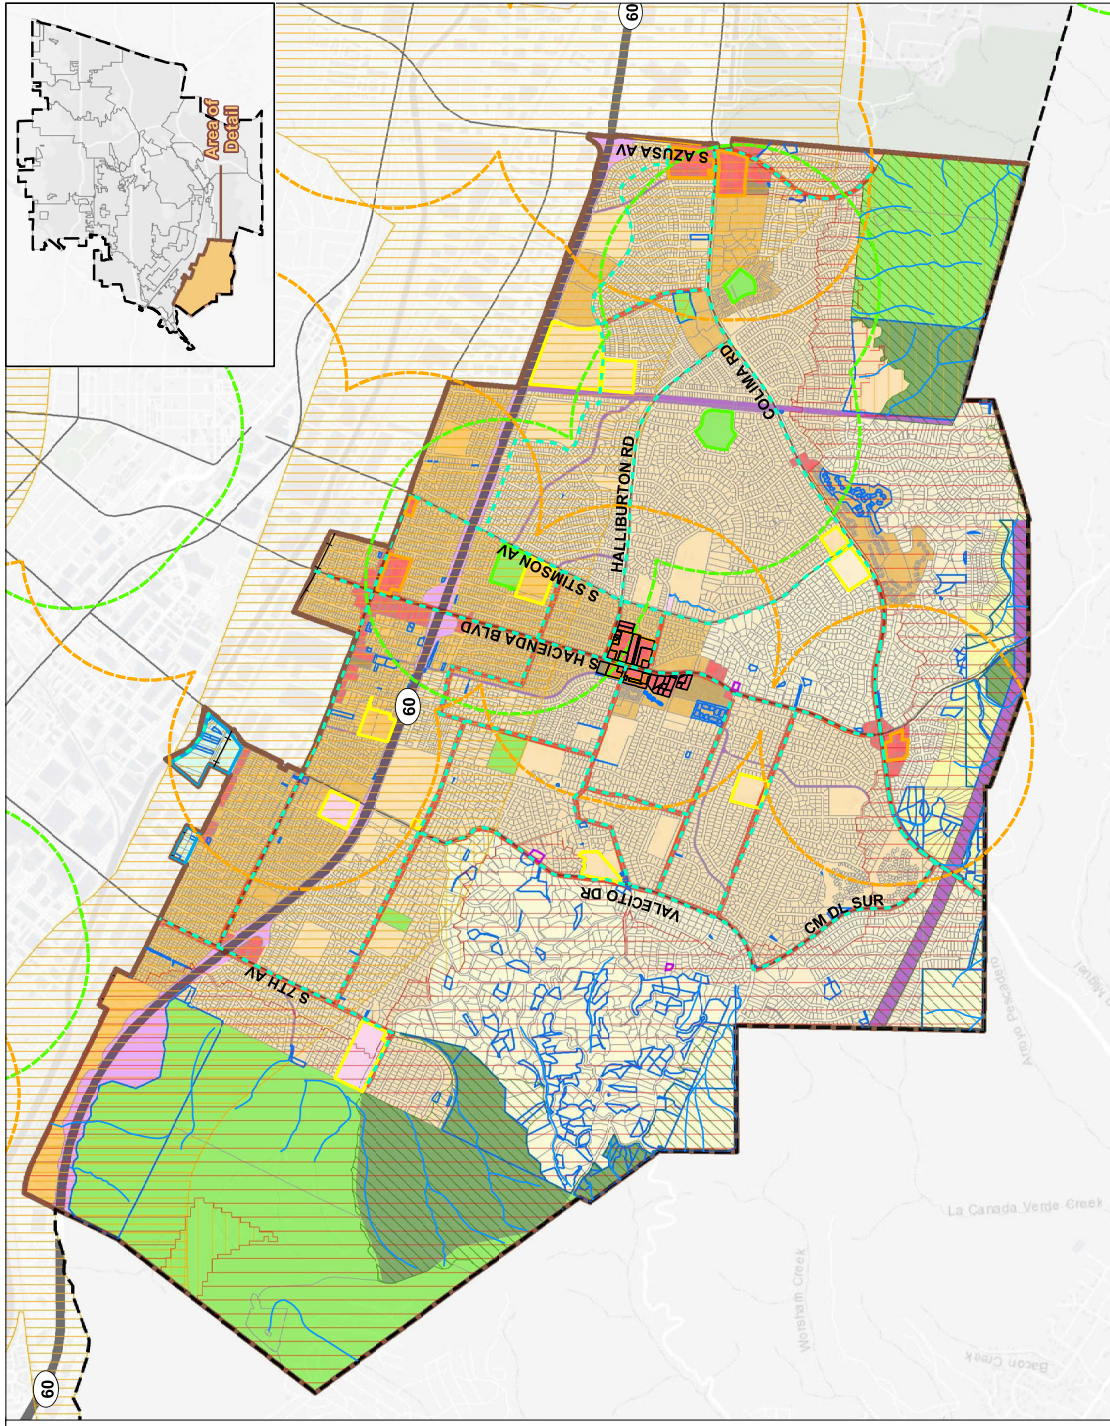 Area of
Detail
60
S AZUSA AV
COLIMA RD
HALLIBURTON RD
S STIMSON AV
S HACIENDA BLVD
60
VALECITO DR
CM DL SUR
S 7TH AV
Arroyo Pescadero
Miguel
La Canada Verde Creek
Worsham Creek
Bacon Creek
60